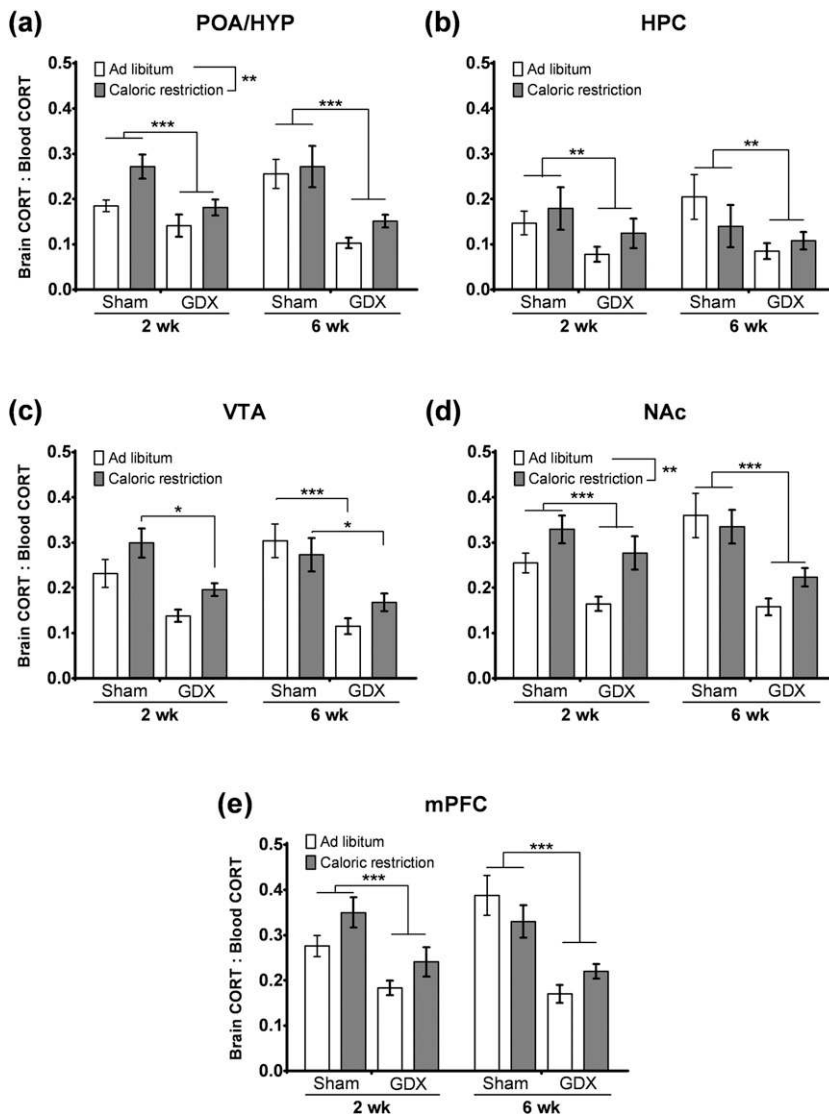 (a)
POA/HYP
Brain CORT : Blood CORT
0.5
0.4
0.3
0.2
0.1
0.0
Ad libitum
Caloric restriction
**
***
***
Sham GDX Sham GDX
2 wk 6 wk
(b)
HPC
0.5
0.4
0.3
0.2
0.1
0.0
Ad libitum
Caloric restriction
**
**
Sham GDX Sham GDX
2 wk 6 wk
(c)
VTA
Brain CORT : Blood CORT
0.5
0.4
0.3
0.2
0.1
0.0
Ad libitum
Caloric restriction
*
***
*
Sham GDX Sham GDX
2 wk 6 wk
(d)
NAc
0.5
0.4
0.3
0.2
0.1
0.0
Ad libitum
Caloric restriction
**
***
***
Sham GDX Sham GDX
2 wk 6 wk
(e)
mPFC
Brain CORT : Blood CORT
0.5
0.4
0.3
0.2
0.1
0.0
Ad libitum
Caloric restriction
***
***
Sham GDX Sham GDX
2 wk 6 wk